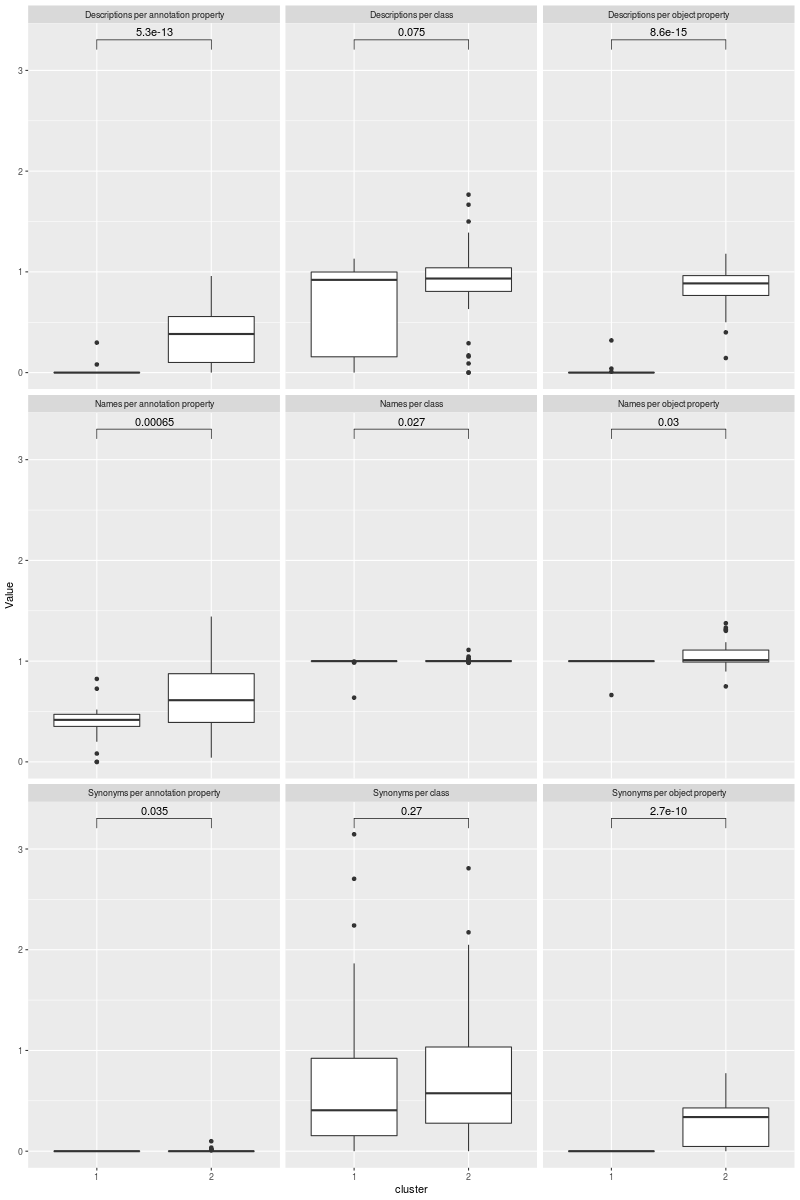 Descriptions per annotation property
Descriptions per class
Descriptions per object property
5.3e-13
0.075
8.6e-15
3
2
1
0
Names per annotation property
Names per class
Names per object property
0.00065
0.027
0.03
3
2
1
0
Value
Synonyms per annotation property
Synonyms per class
Synonyms per object property
0.035
0.27
2.7e-10
3
2
1
0
1 2 1 2 1 2
cluster